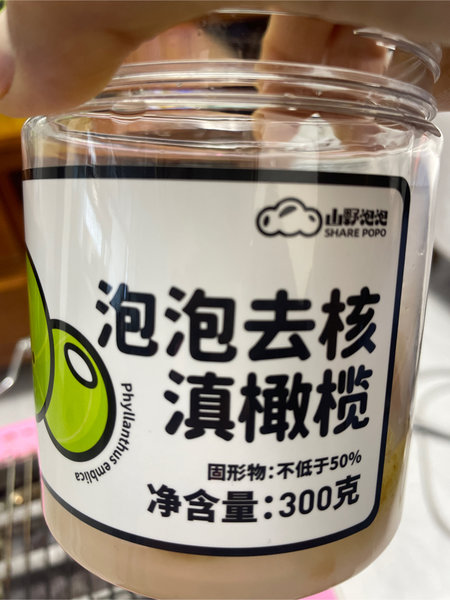 山野泡泡
SHARE POPO
泡泡去核
滇橄榄
Phyllanthus emblica
固形物:不低于50%
净含量:300克